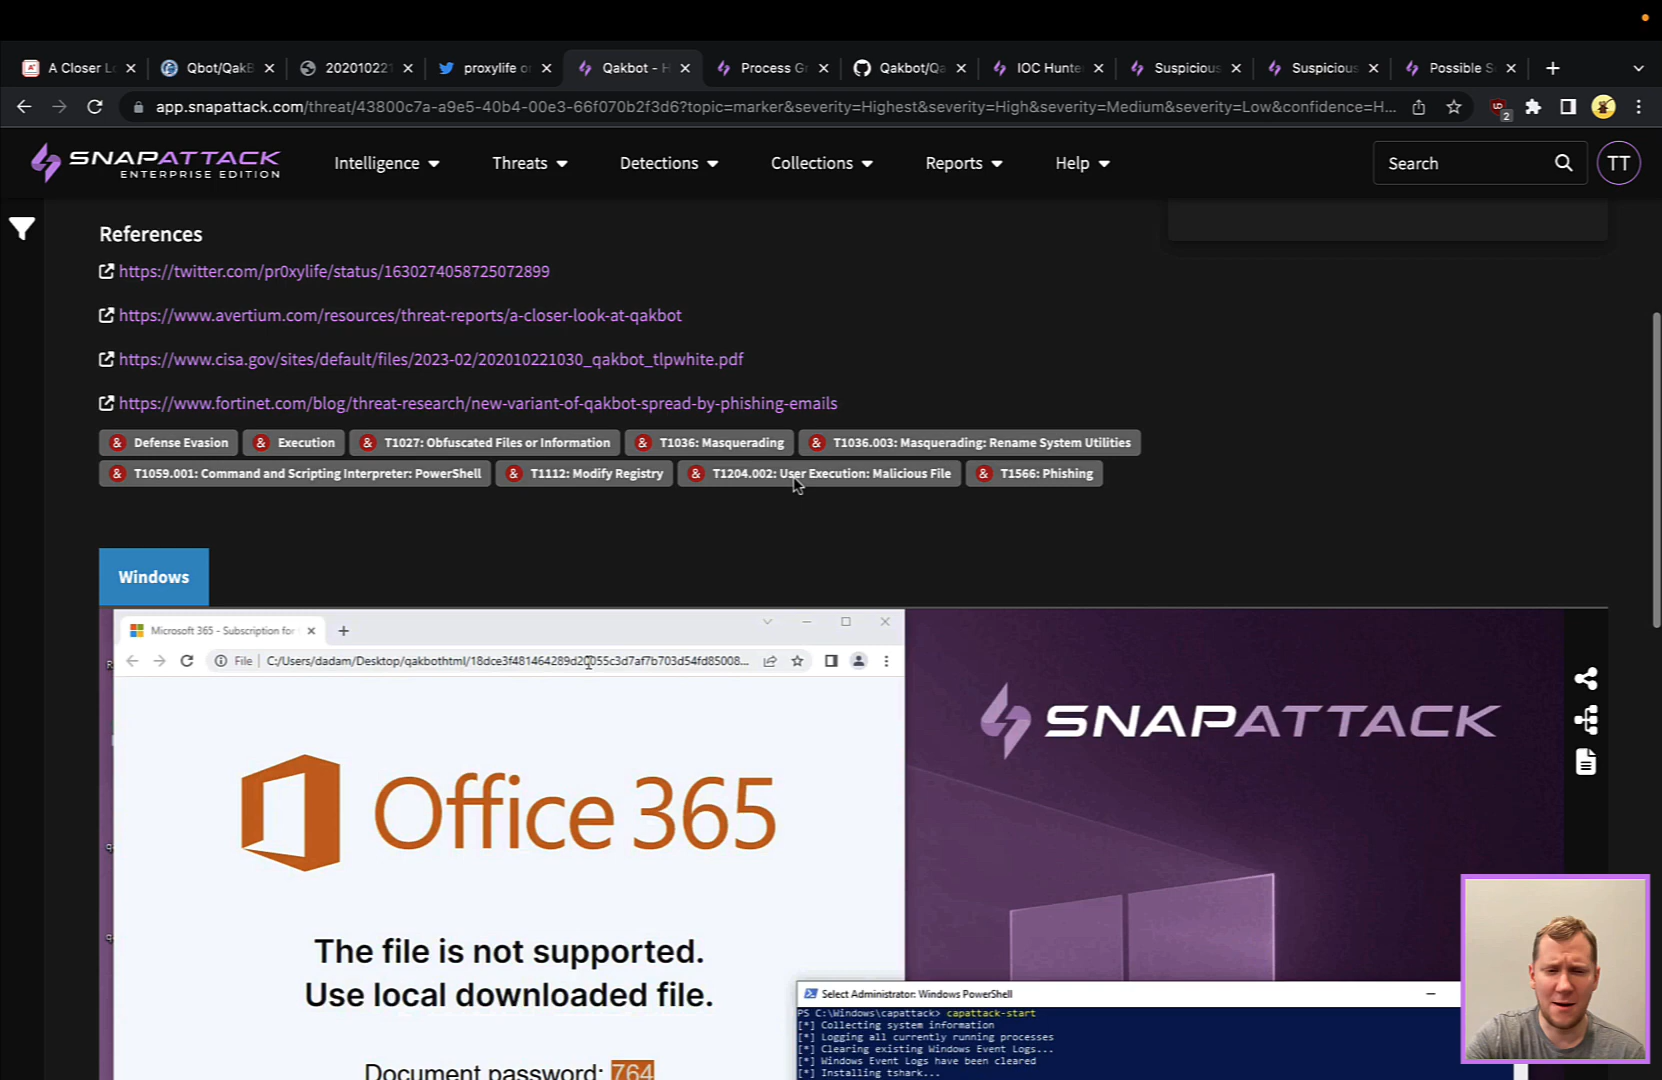 A Closer Lo
Qbot/QakB
20201022
proxylife on
Qakbot - H
Process Gr
Qakbot/Qa
IOC Hunte
Suspicious
Suspicious
Possible S
app.snapattack.com/threat/43800c7a-a9e5-40b4-00e3-66f070b2f3d6?topic=marker&severity=Highest&severity=High&severity=Medium&severity=Low&confidence=H...
2
SNAPATTACK
ENTERPRISE EDITION
Intelligence
Threats
Detections
Collections
Reports
Help
Search
TT
References
https://twitter.com/pr0xylife/status/1630274058725072899
https://www.avertium.com/resources/threat-reports/a-closer-look-at-qakbot
https://www.cisa.gov/sites/default/files/2023-02/202010221030_qakbot_tlpwhite.pdf
https://www.fortinet.com/blog/threat-research/new-variant-of-qakbot-spread-by-phishing-emails
& Defense Evasion & Execution & T1027: Obfuscated Files or Information & T1036: Masquerading & T1036.003: Masquerading: Rename System Utilities
& T1059.001: Command and Scripting Interpreter: PowerShell & T1112: Modify Registry & T1204.002: User Execution: Malicious File & T1566: Phishing
Windows
Microsoft 365 - Subscription for
File C:/Users/dadam/Desktop/qakbothtml/18dce3f481464289d20055c3d7af7b703d54fd85008...
SNAPATTACK
Office 365
The file is not supported.
Use local downloaded file.
Document password: 764
Select Administrator: Windows PowerShell
PS C:\Windows\capattack> capattack-start
[*] Collecting system information
[*] Logging all currently running processes
[*] Clearing existing Windows Event Logs...
[*] Windows Event Logs have been cleared
[*] Installing tshark...